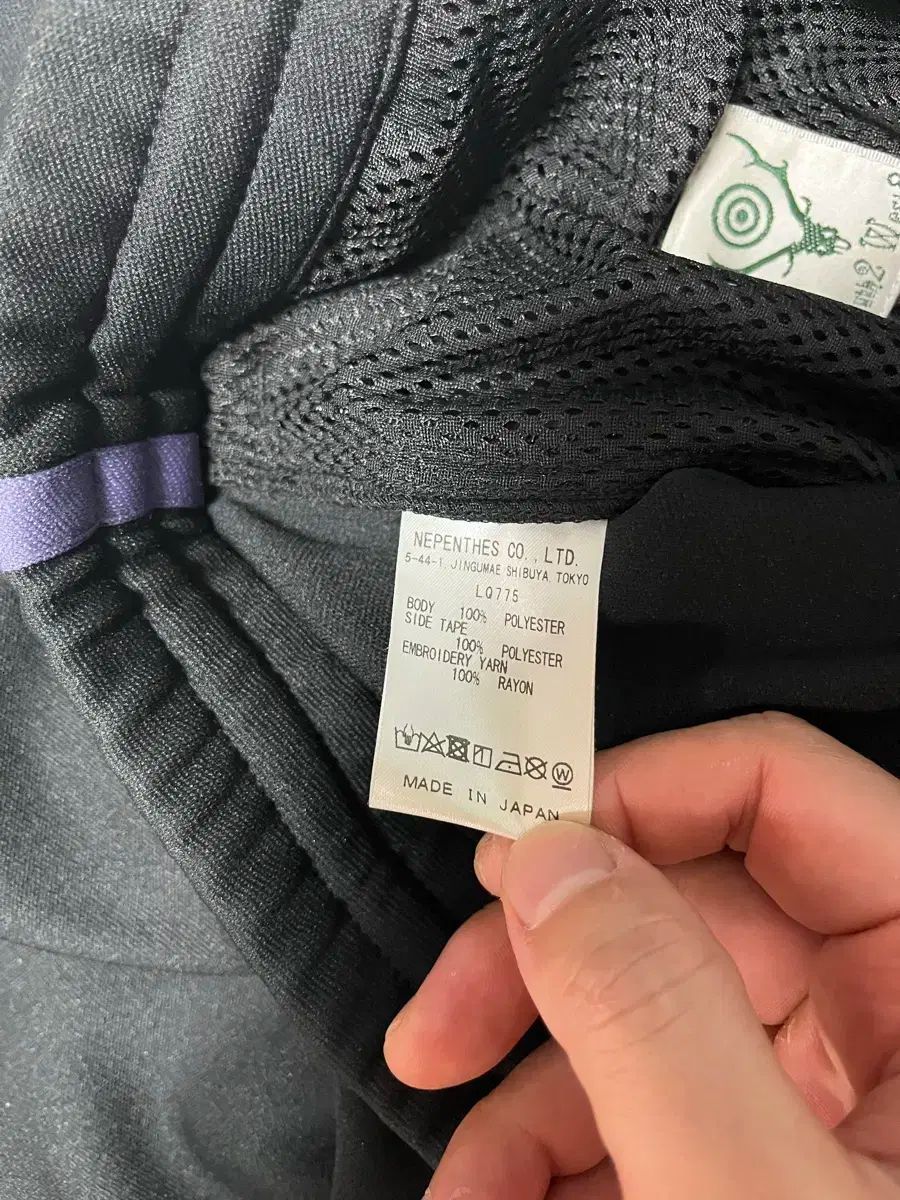 NEPENTHES CO., LTD.
5-44-1, JINGUMAE SHIBUYA, TOKYO
LQ775
BODY 100% POLYESTER
SIDE TAPE
100% POLYESTER
EMBROIDERY YARN
100% RAYON
W
MADE IN JAPAN